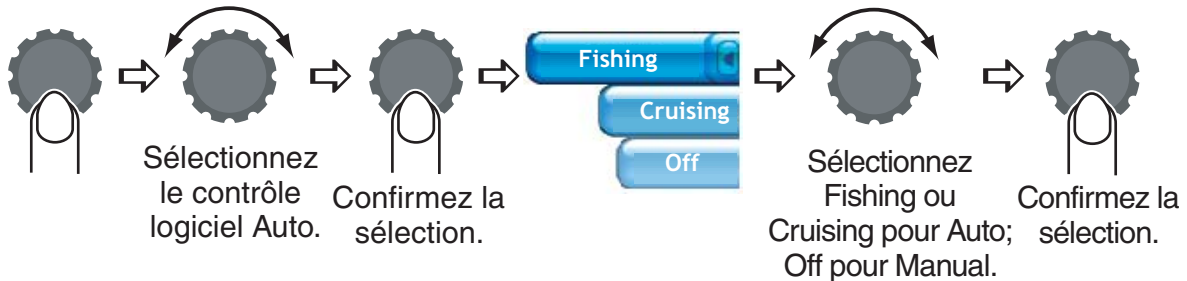 Sélectionnez
le contrôle
logiciel Auto.
Confirmez la
sélection.
Fishing
Cruising
Off
Sélectionnez
Fishing ou
Cruising pour Auto;
Off pour Manual.
Confirmez la
sélection.